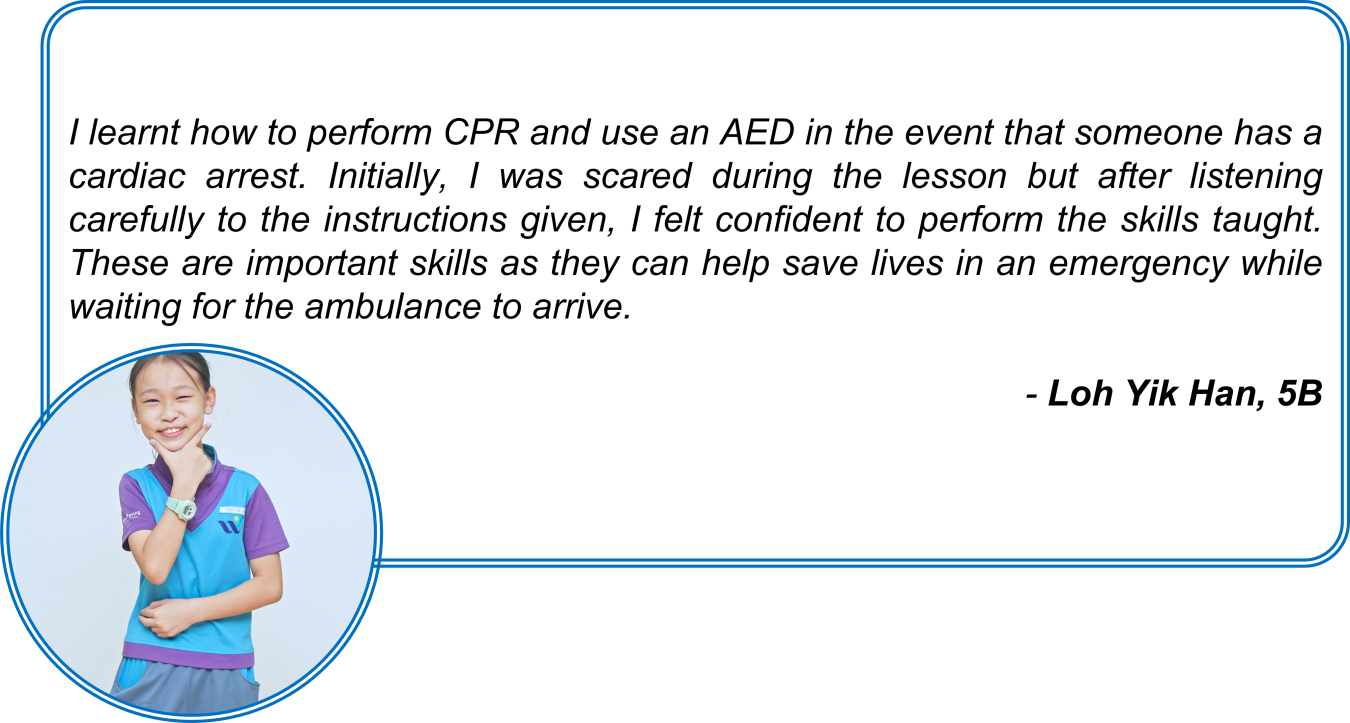 I learnt how to perform CPR and use an AED in the event that someone has a
cardiac arrest. Initially, I was scared during the lesson but after listening
carefully to the instructions given, I felt confident to perform the skills taught.
These are important skills as they can help save lives in an emergency while
waiting for the ambulance to arrive.
- Loh Yik Han, 5B